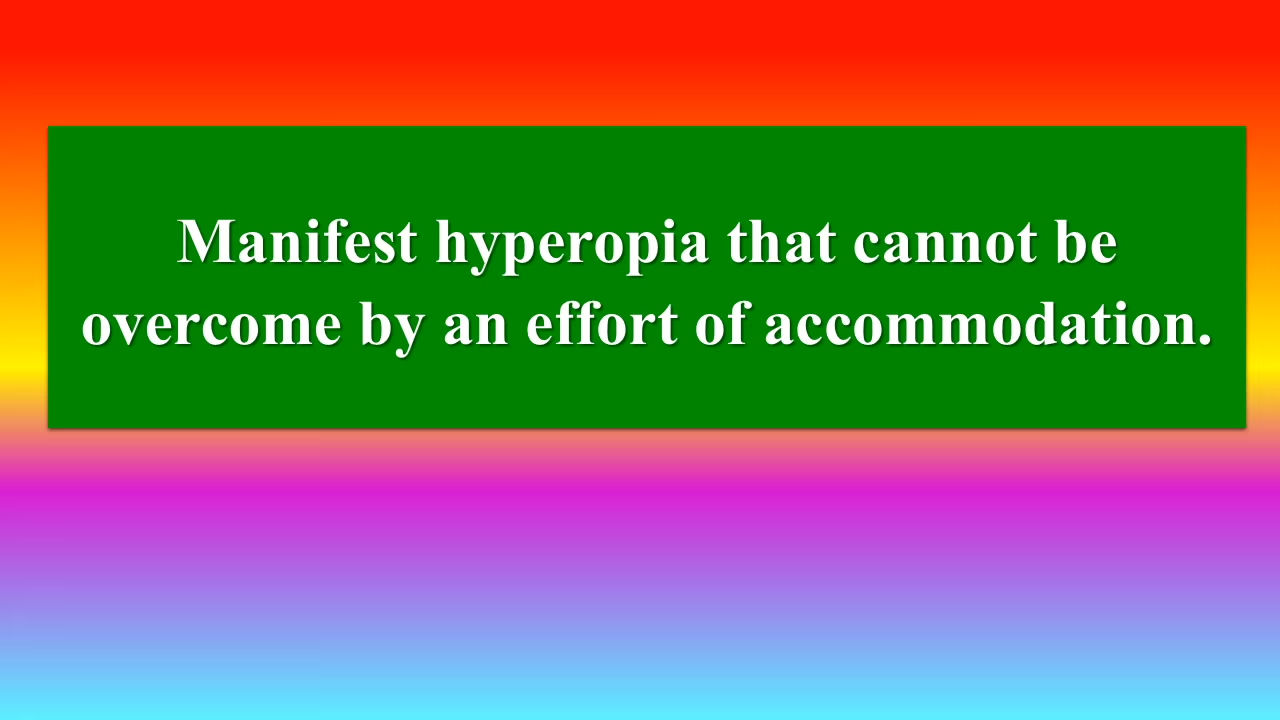 Manifest hyperopia that cannot be
overcome by an effort of accommodation.